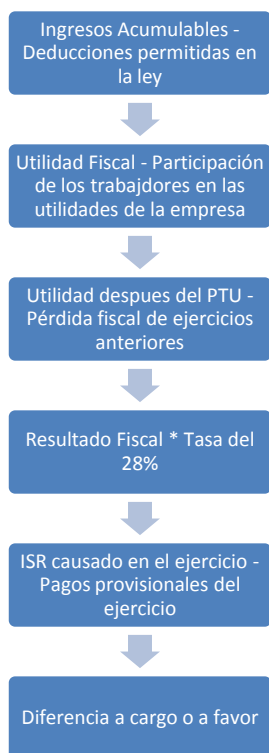 Ingresos Acumulables -
Deducciones permitidas en
la ley
Utilidad Fiscal - Participación
de los trabajdores en las
utilidades de la empresa
Utilidad despues del PTU -
Pérdida fiscal de ejercicios
anteriores
Resultado Fiscal * Tasa del
28%
ISR causado en el ejercicio -
Pagos provisionales del
ejercicio
Diferencia a cargo o a favor